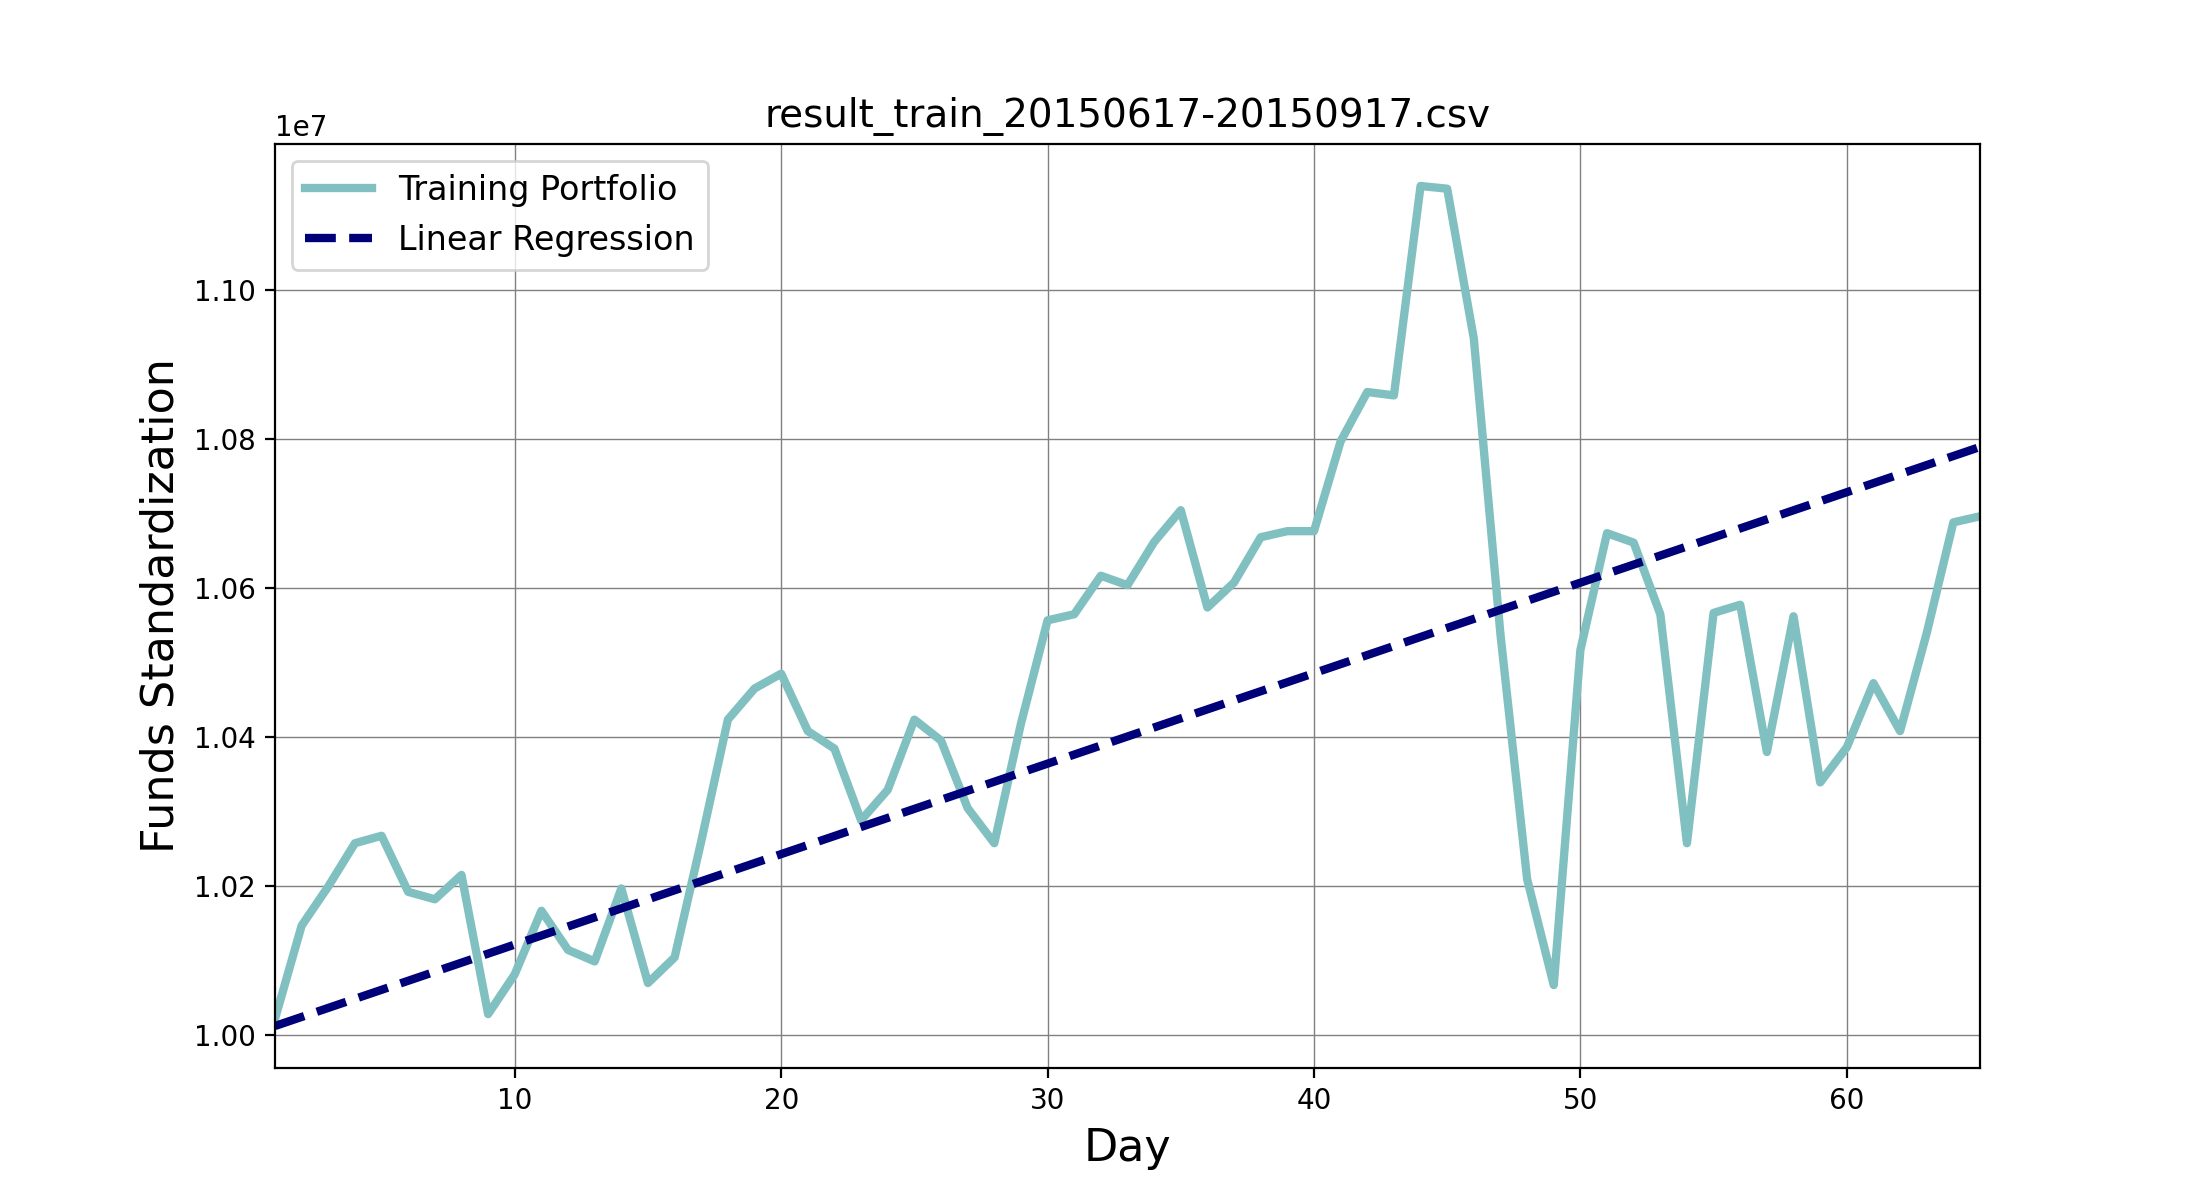 result_train_20150617-20150917.csv
1e7
Training Portfolio
Linear Regression
1.10
1.08
1.06
1.04
1.02
1.00
Funds Standardization
10 20 30 40 50 60
Day